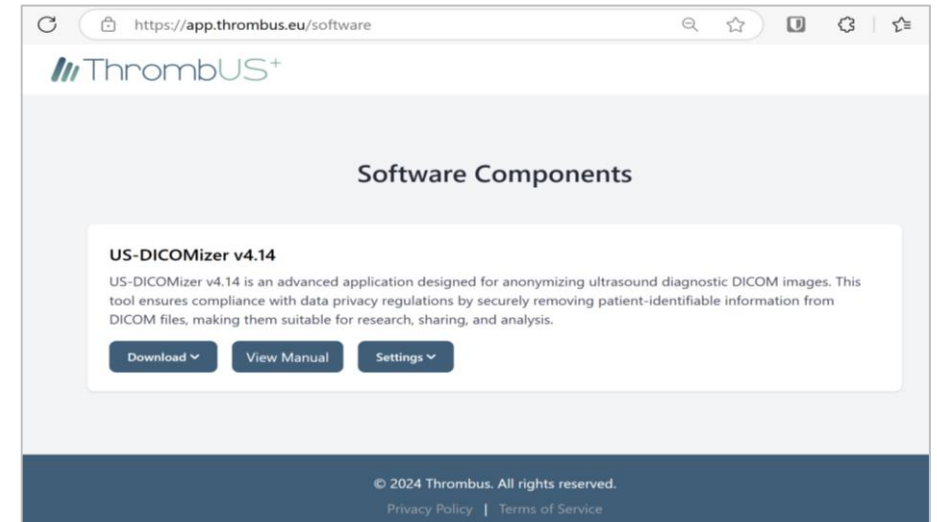 https://app.thrombus.eu/software
ThrombUS+
Software Components
US-DICOMizer v4.14
US-DICOMizer v4.14 is an advanced application designed for anonymizing ultrasound diagnostic DICOM images. This
tool ensures compliance with data privacy regulations by securely removing patient-identifiable information from
DICOM files, making them suitable for research, sharing, and analysis.
Download View Manual Settings
© 2024 Thrombus. All rights reserved.
Privacy Policy | Terms of Service